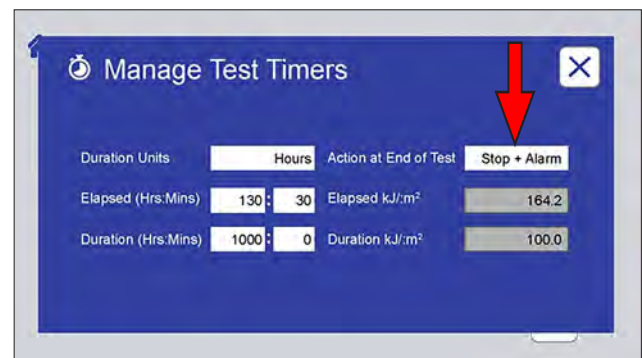 Manage Test Timers
Duration Units Hours Action at End of Test Stop + Alarm
Elapsed (Hrs:Mins) 130 : 30 Elapsed kJ/:m² 164.2
Duration (Hrs:Mins) 1000 : 0 Duration kJ/:m² 100.0